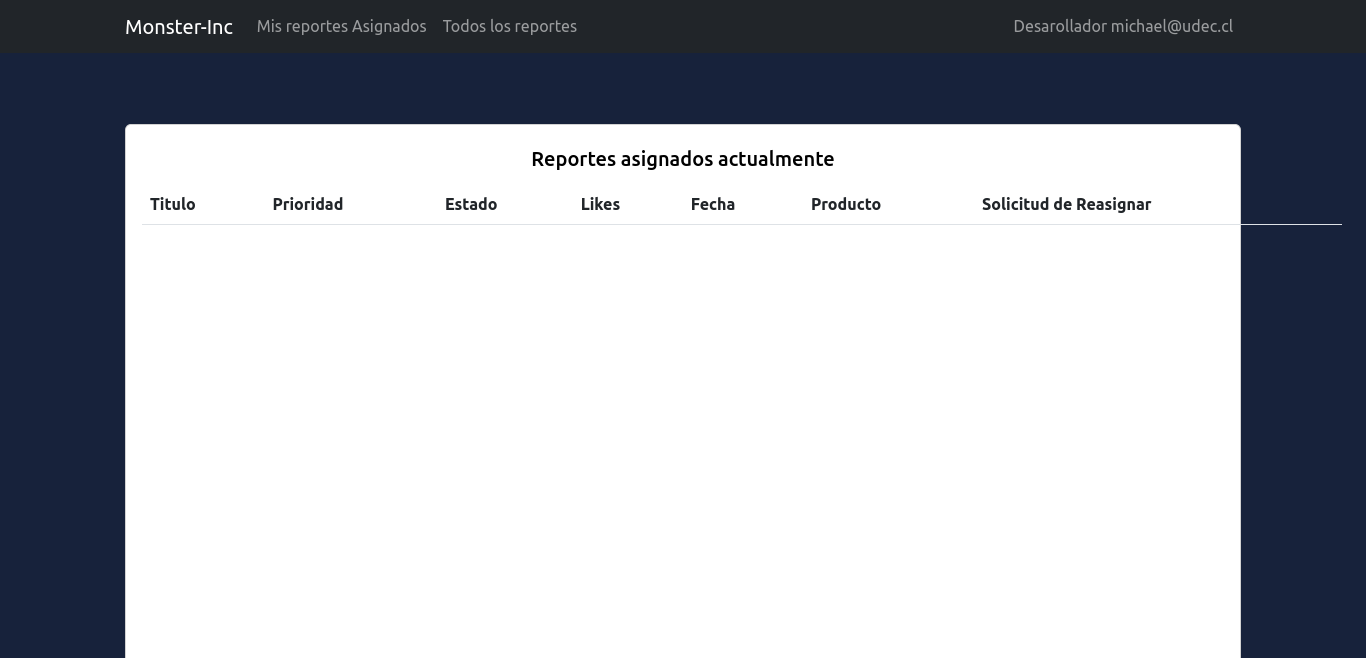 Monster-Inc Mis reportes Asignados Todos los reportes Desarollador michael@udec.cl
Reportes asignados actualmente
Titulo Prioridad Estado Likes Fecha Producto Solicitud de Reasignar